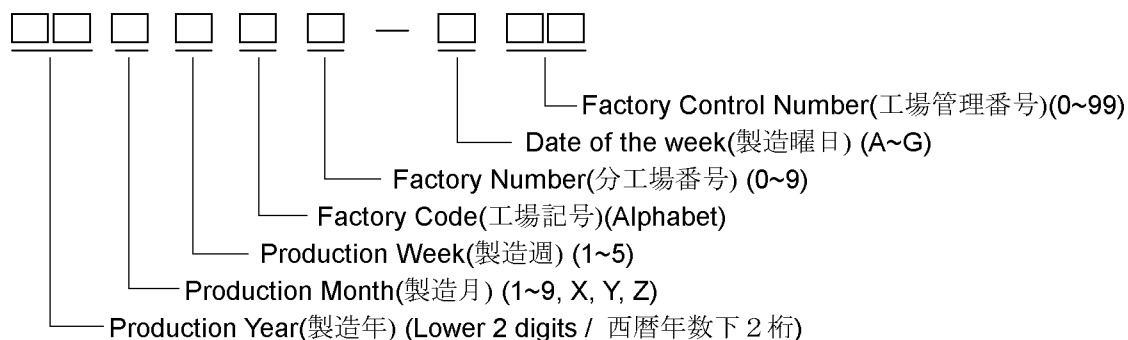 Factory Control Number(工場管理番号)(0~99)
Date of the week(製造曜日) (A~G)
Factory Number(分工場番号) (0~9)
Factory Code(工場記号)(Alphabet)
Production Week(製造週) (1~5)
Production Month(製造月) (1~9, X, Y, Z)
Production Year(製造年) (Lower 2 digits / 西暦年数下２桁)